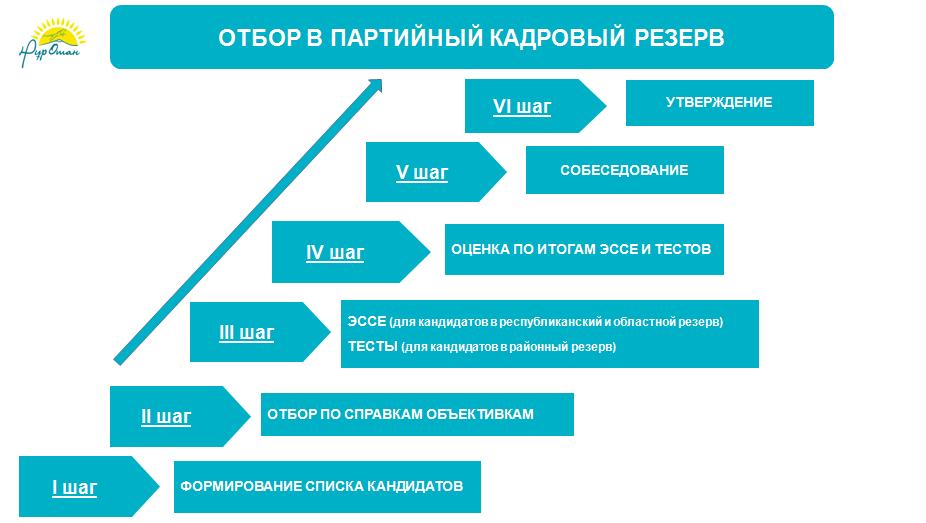 НұрОтан
ОТБОР В ПАРТИЙНЫЙ КАДРОВЫЙ РЕЗЕРВ
VI шаг
УТВЕРЖДЕНИЕ
V шаг
СОБЕСЕДОВАНИЕ
IV шаг
ОЦЕНКА ПО ИТОГАМ ЭССЕ И ТЕСТОВ
III шаг
ЭССЕ (для кандидатов в республиканский и областной резерв)
ТЕСТЫ (для кандидатов в районный резерв)
II шаг
ОТБОР ПО СПРАВКАМ ОБЪЕКТИВКАМ
I шаг
ФОРМИРОВАНИЕ СПИСКА КАНДИДАТОВ